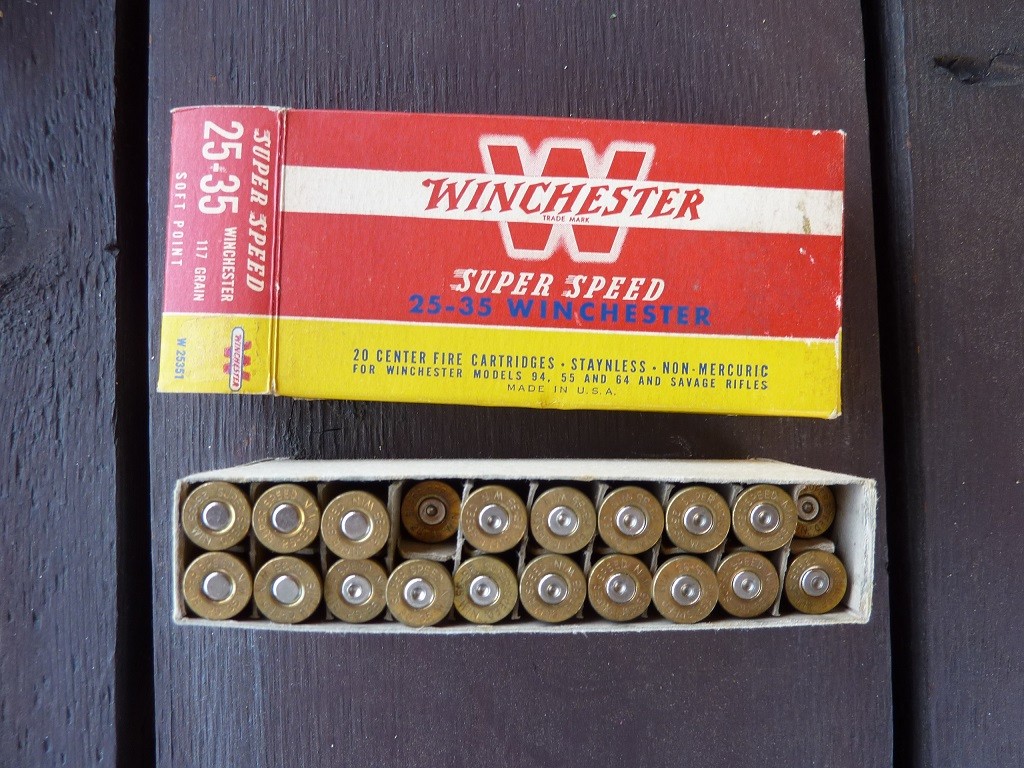 SUPER SPEED
25-35 WINCHESTER
117 GRAIN
SOFT POINT
WINCHESTER
W 25351
WINCHESTER
TRADE MARK
SUPER SPEED
25-35 WINCHESTER
20 CENTER FIRE CARTRIDGES • STAYNLESS • NON-MERCURIC
FOR WINCHESTER MODELS 94, 55 AND 64 AND SAVAGE RIFLES
MADE IN U.S.A.